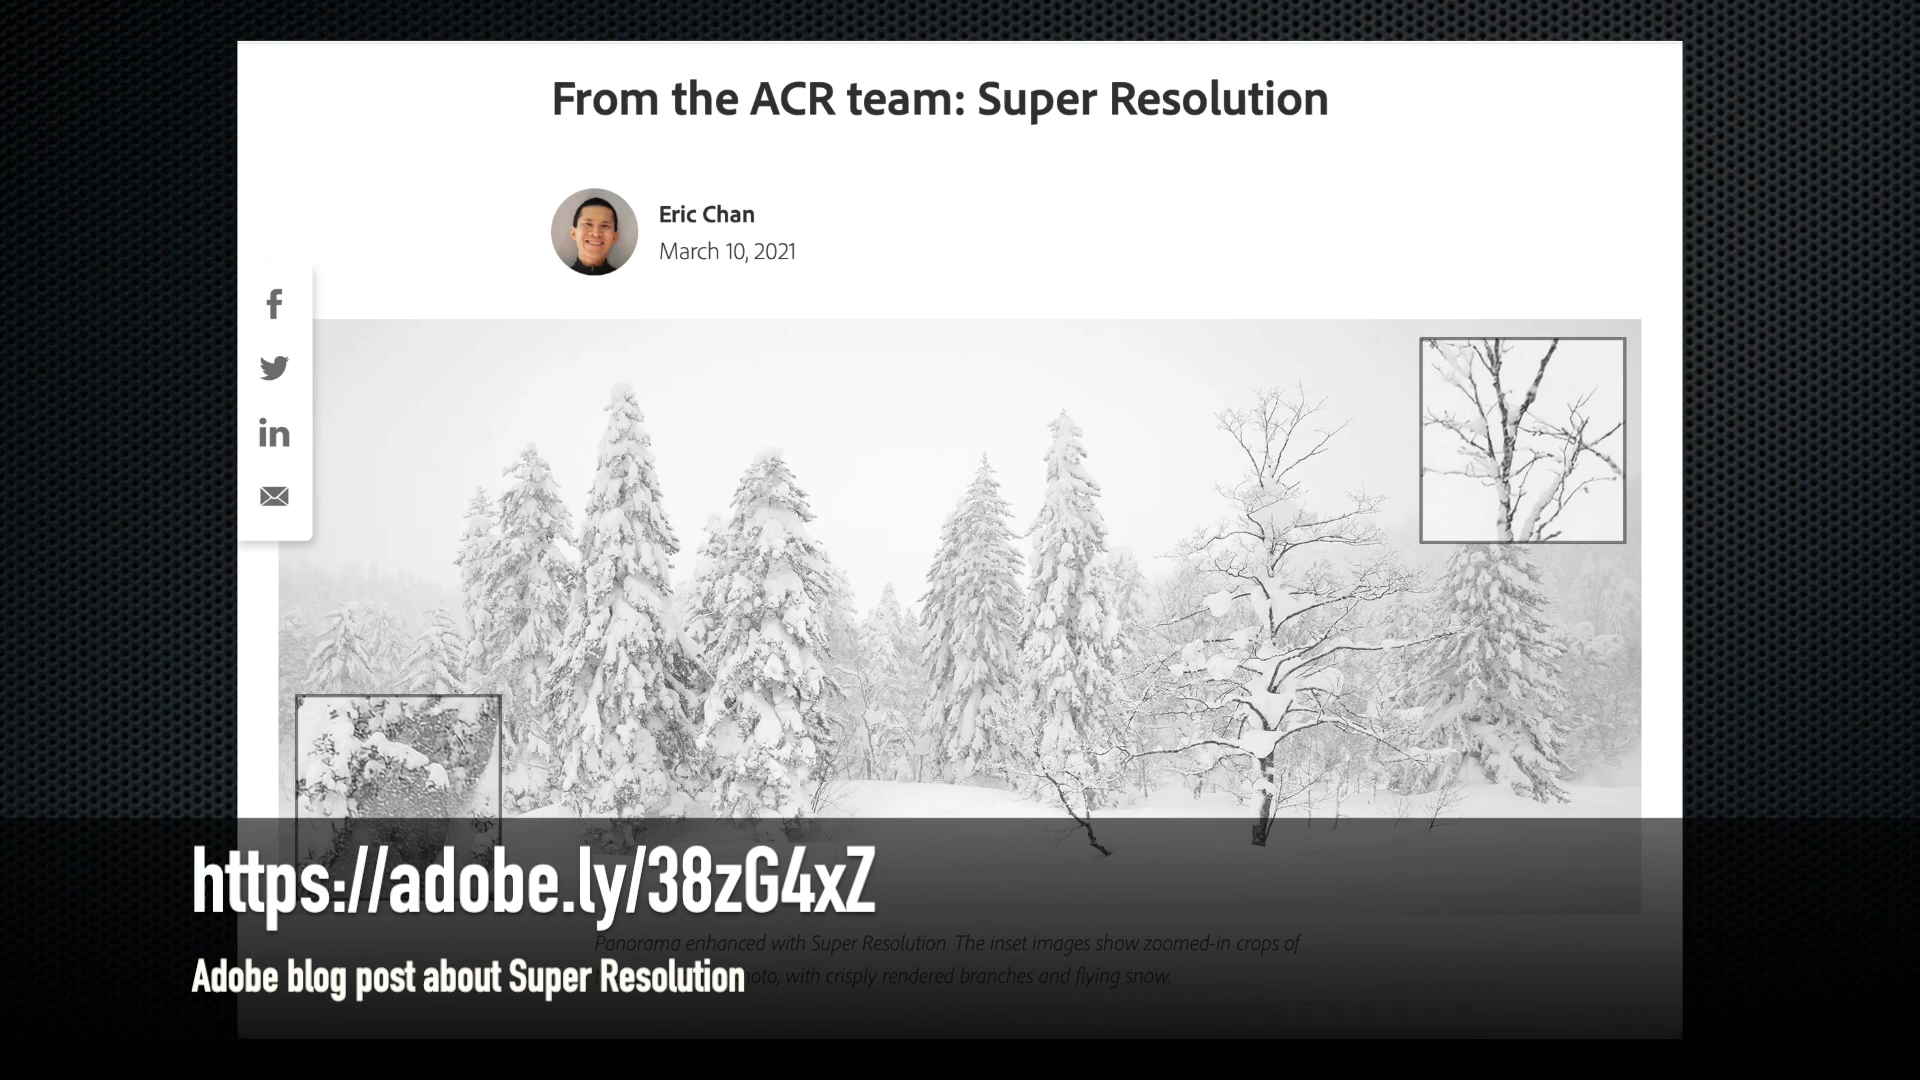 From the ACR team: Super Resolution
Eric Chan
March 10, 2021
f
in
https://adobe.ly/38zG4xZ
Panorama enhanced with Super Resolution. The inset images show zoomed-in crops of
photo, with crisply rendered branches and flying snow.
Adobe blog post about Super Resolution